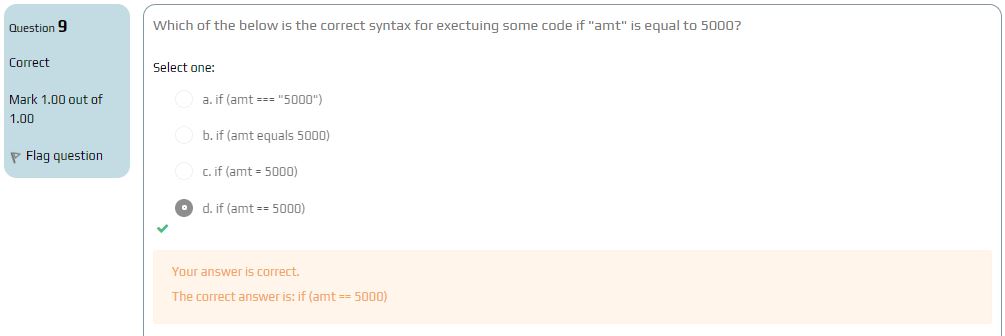 Question 9
Correct
Mark 1.00 out of
1.00
Flag question
Which of the below is the correct syntax for exectuing some code if "amt" is equal to 5000?
Select one:
a. if (amt === "5000")
b. if (amt equals 5000)
c. if (amt = 5000)
d. if (amt == 5000)
Your answer is correct.
The correct answer is: if (amt == 5000)